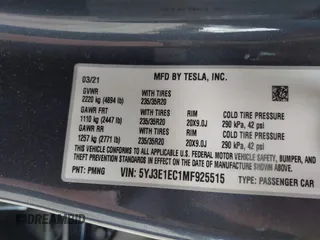 MFD BY TESLA, INC.
03/21
GVWR
2220 kg (4894 lb)
WITH TIRES
235/35R20
GAWR FRT
1110 kg (2447 lb)
WITH TIRES
235/35R20
RIM
20X9.0J
COLD TIRE PRESSURE
290 kPa, 42 psi
GAWR RR
1257 kg (2771 lb)
WITH TIRES
235/35R20
RIM
20X9.0J
COLD TIRE PRESSURE
290 kPa, 42 psi
THIS VEHICLE CONFORMS TO ALL APPLICABLE
FEDERAL MOTOR VEHICLE SAFETY, BUMPER, AND
THEFT PREVENTION STANDARDS IN EFFECT ON THE
DATE OF MANUFACTURE SHOWN ABOVE.
PNT: PMNG
VIN: 5YJ3E1EC1MF925515
TYPE: PASSENGER CAR
DREAMBID